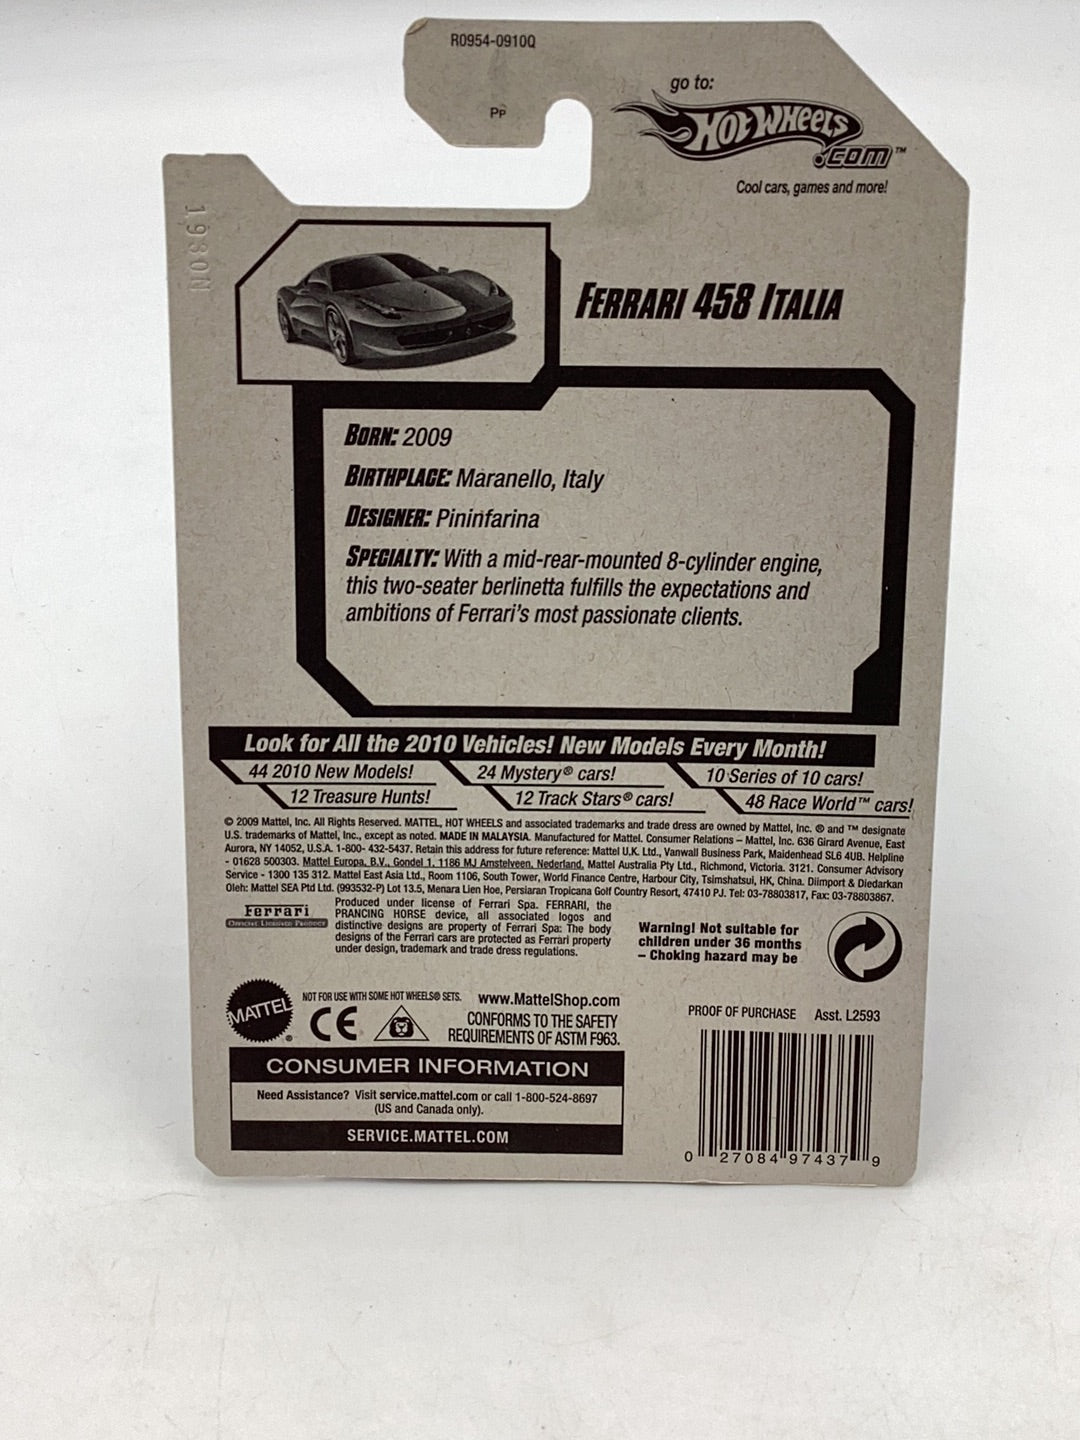 R0954-0910Q
PP
go to:
Hot Wheels
.com™
Cool cars, games and more!
1930N
Ferrari 458 Italia
Born: 2009
Birthplace: Maranello, Italy
Designer: Pininfarina
Specialty: With a mid-rear-mounted 8-cylinder engine,
this two-seater berlinetta fulfills the expectations and
ambitions of Ferrari's most passionate clients.
Look for All the 2010 Vehicles! New Models Every Month!
44 2010 New Models! 24 Mystery® cars! 10 Series of 10 cars!
12 Treasure Hunts! 12 Track Stars® cars! 48 Race World™ cars!
© 2009 Mattel, Inc. All Rights Reserved. MATTEL, HOT WHEELS and associated trademarks and trade dress are owned by Mattel, Inc. ® and ™ designate
U.S. trademarks of Mattel, Inc., except as noted. MADE IN MALAYSIA. Manufactured for Mattel. Consumer Relations – Mattel, Inc. 636 Girard Avenue, East
Aurora, NY 14052, U.S.A. 1-800- 432-5437. Retain this address for future reference: Mattel U.K. Ltd., Vanwall Business Park, Maidenhead SL6 4UB. Helpline
- 01628 500303. Mattel Europa, B.V., Gondel 1, 1186 MJ Amstelveen, Nederland. Mattel Australia Pty Ltd., Richmond, Victoria. 3121. Consumer Advisory
Service - 1300 135 312. Mattel East Asia Ltd., Room 1106, South Tower, World Finance Centre, Harbour City, Tsimshatsui, HK, China. Diimport & Diedarkan
Oleh: Mattel SEA Ptd Ltd. (993532-P) Lot 13.5, Menara Lien Hoe, Persiaran Tropicana Golf Country Resort, 47410 PJ. Tel: 03-78803817, Fax: 03-78803867.
Ferrari
Official Licensed Product
Produced under license of Ferrari Spa. FERRARI, the
PRANCING HORSE device, all associated logos and
distinctive designs are property of Ferrari Spa: The body
designs of the Ferrari cars are protected as Ferrari property
under design, trademark and trade dress regulations.
Warning! Not suitable for
children under 36 months
– Choking hazard may be
MATTEL®
NOT FOR USE WITH SOME HOT WHEELS® SETS.
CE
www.MattelShop.com
CONFORMS TO THE SAFETY
REQUIREMENTS OF ASTM F963.
PROOF OF PURCHASE Asst. L2593
CONSUMER INFORMATION
Need Assistance? Visit service.mattel.com or call 1-800-524-8697
(US and Canada only).
SERVICE.MATTEL.COM
0 27084 97437 9